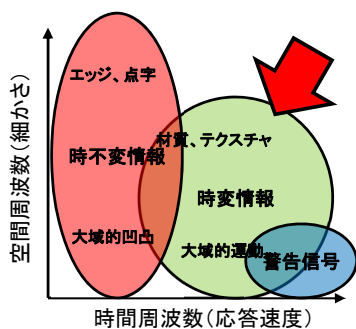 エッジ、点字
材質、テクスチャ
時不変情報
時変情報
大域的凹凸
大域的運動
警告信号
空間周波数(細かさ)
時間周波数(応答速度)